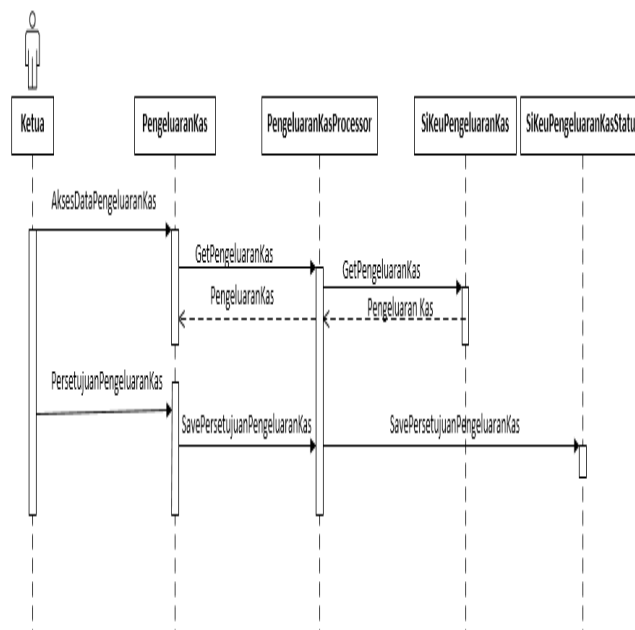 Ketua
PengeluaranKas
PengeluaranKasProcessor
SiKeuPengeluaranKas
SiKeuPengeluaranKasStatu
AksesDataPengeluaranKas
GetPengeluaranKas
GetPengeluaranKas
PengeluaranKas
Pengeluaran Kas
PersetujuanPengeluaranKas
SavePersetujuanPengeluaranKas
SavePersetujuanPengeluaranKas